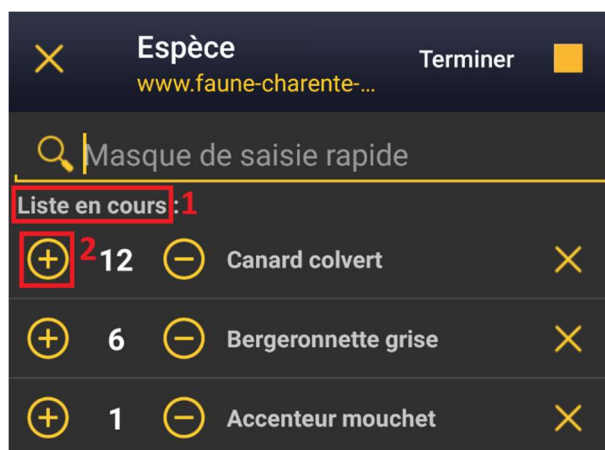 Espèce
Terminer
www.faune-charente-...
Masque de saisie rapide
Liste en cours : 1
2 12 Canard colvert
6 Bergeronnette grise
1 Accenteur mouchet